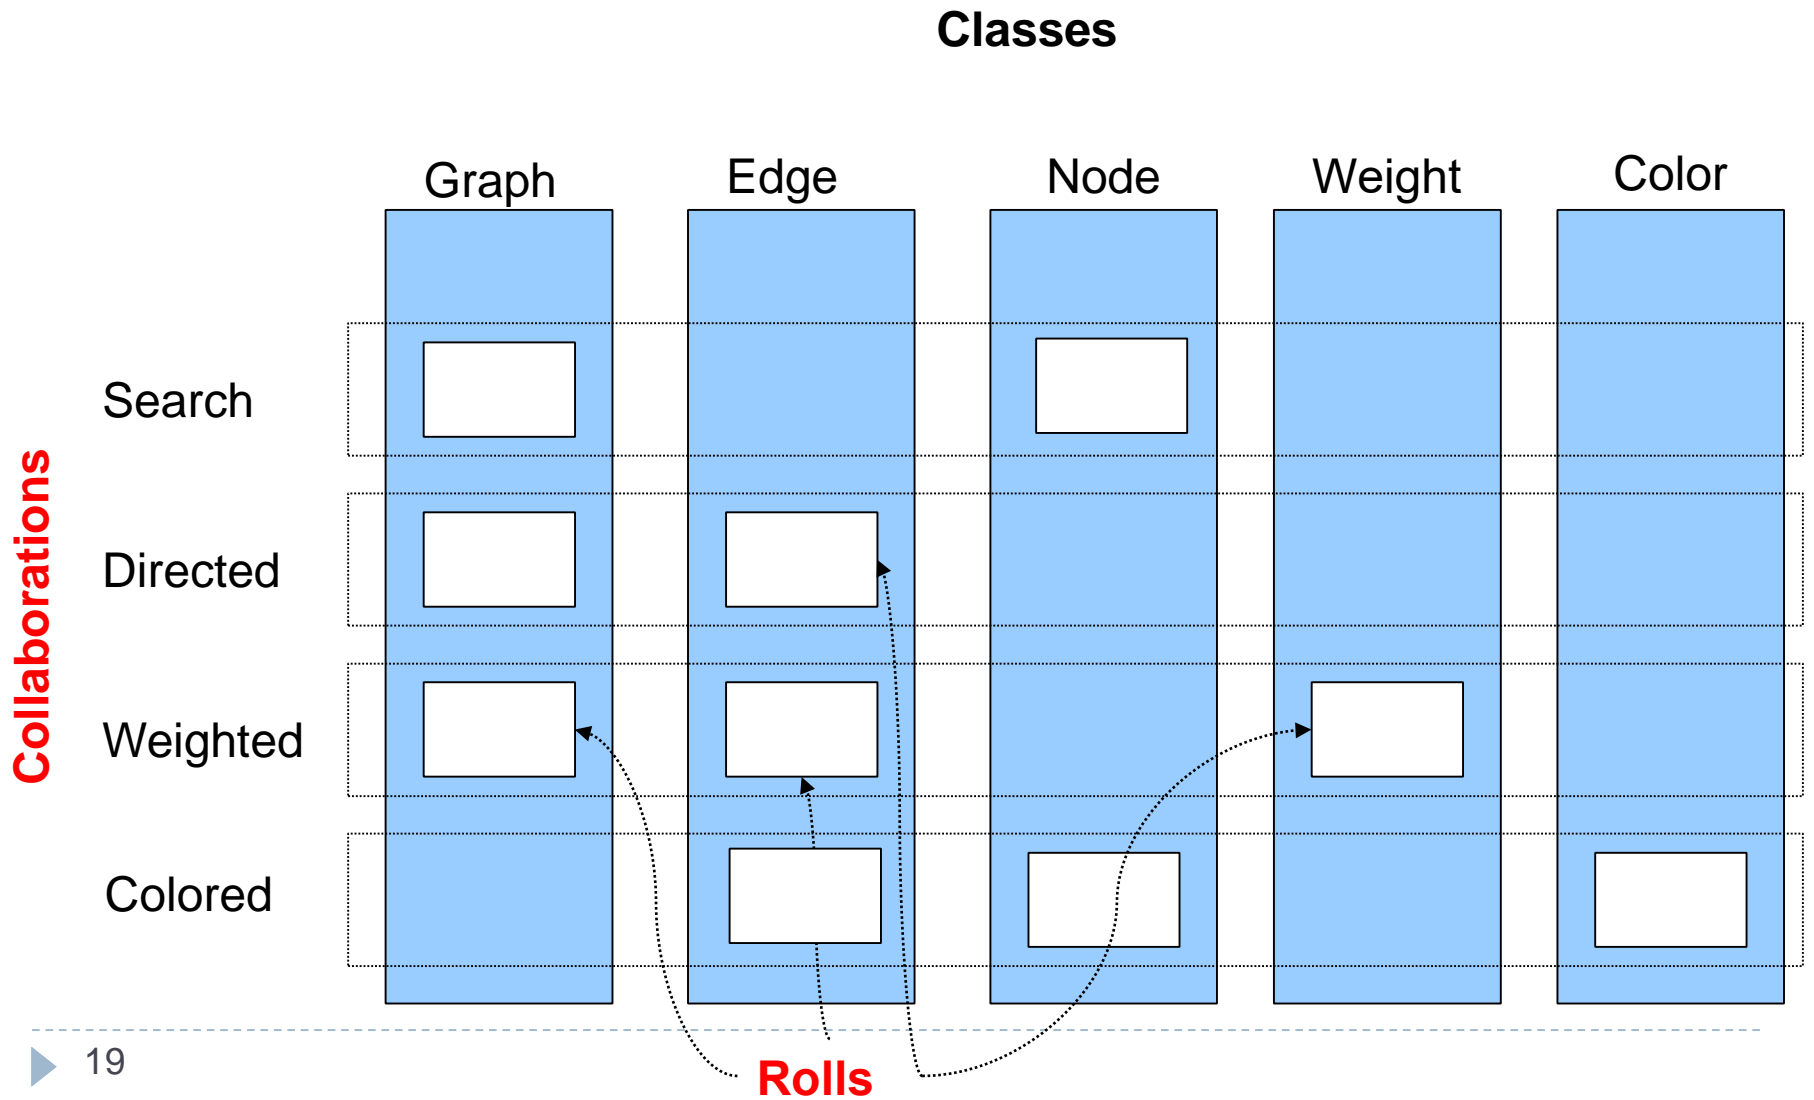 Classes
Graph Edge Node Weight Color
Collaborations
Search
Directed
Weighted
Colored
19
Rolls